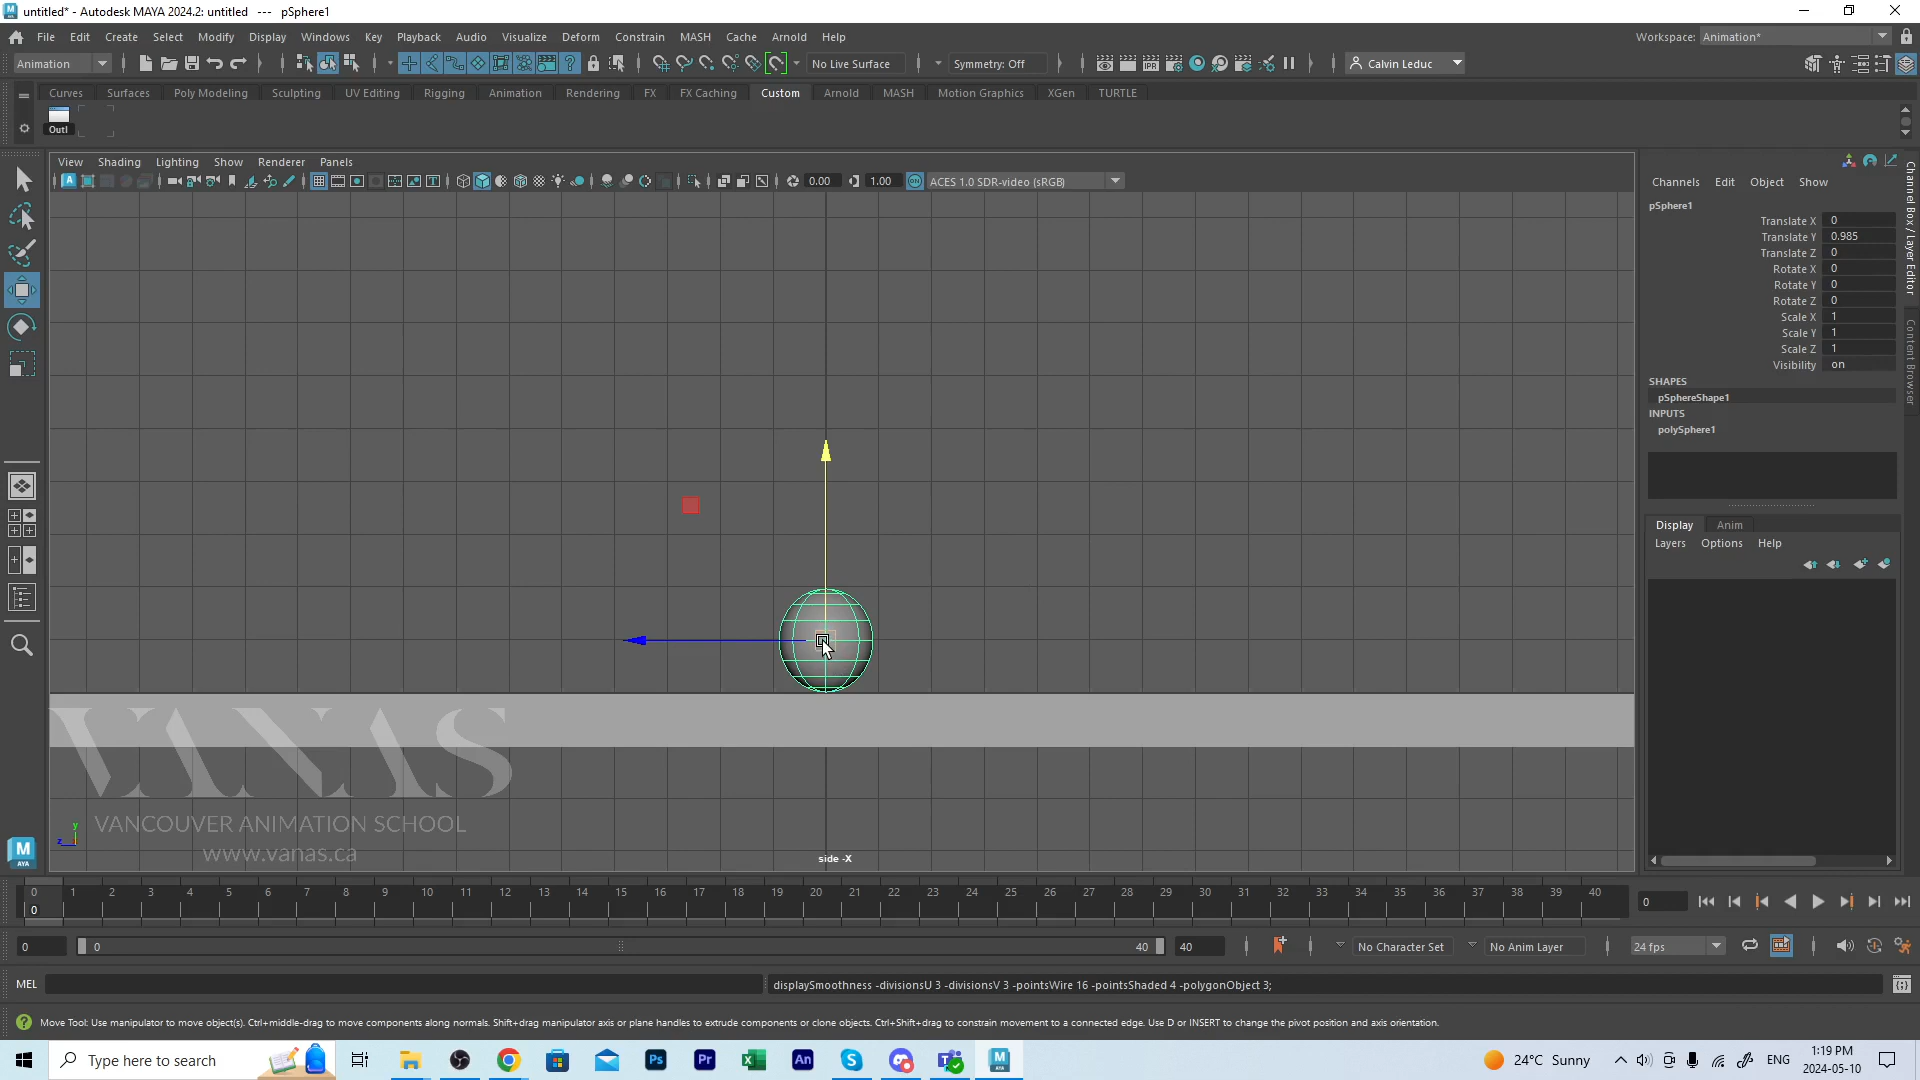 untitled* - Autodesk MAYA 2024.2: untitled --- pSphere1
File Edit Create Select Modify Display Windows Key Playback Audio Visualize Deform Constrain MASH Cache Arnold Help
Workspace: Animation*
Animation No Live Surface Symmetry: Off Calvin Leduc
Curves Surfaces Poly Modeling Sculpting UV Editing Rigging Animation Rendering FX FX Caching Custom Arnold MASH Motion Graphics XGen TURTLE
Outl
View Shading Lighting Show Renderer Panels
0.00 1.00 ACES 1.0 SDR-video (sRGB)
Channels Edit Object Show
pSphere1
Translate X 0
Translate Y 0.985
Translate Z 0
Rotate X 0
Rotate Y 0
Rotate Z 0
Scale X 1
Scale Y 1
Scale Z 1
Visibility on
SHAPES
pSphereShape1
INPUTS
polySphere1
Channel Box / Layer Editor
Content Browser
Display Anim
Layers Options Help
VANAS
VANCOUVER ANIMATION SCHOOL
www.vanas.ca
y
z
side -X
M
AYA
0 1 2 3 4 5 6 7 8 9 10 11 12 13 14 15 16 17 18 19 20 21 22 23 24 25 26 27 28 29 30 31 32 33 34 35 36 37 38 39 40
0 0
0 0 40 40 No Character Set No Anim Layer 24 fps
MEL displaySmoothness -divisionsU 3 -divisionsV 3 -pointsWire 16 -pointsShaded 4 -polygonObject 3;
Move Tool: Use manipulator to move object(s). Ctrl+middle-drag to move components along normals. Shift+drag manipulator axis or plane handles to extrude components or clone objects. Ctrl+Shift+drag to constrain movement to a connected edge. Use D or INSERT to change the pivot position and axis orientation.
Type here to search
24°C Sunny
ENG
1:19 PM
2024-05-10